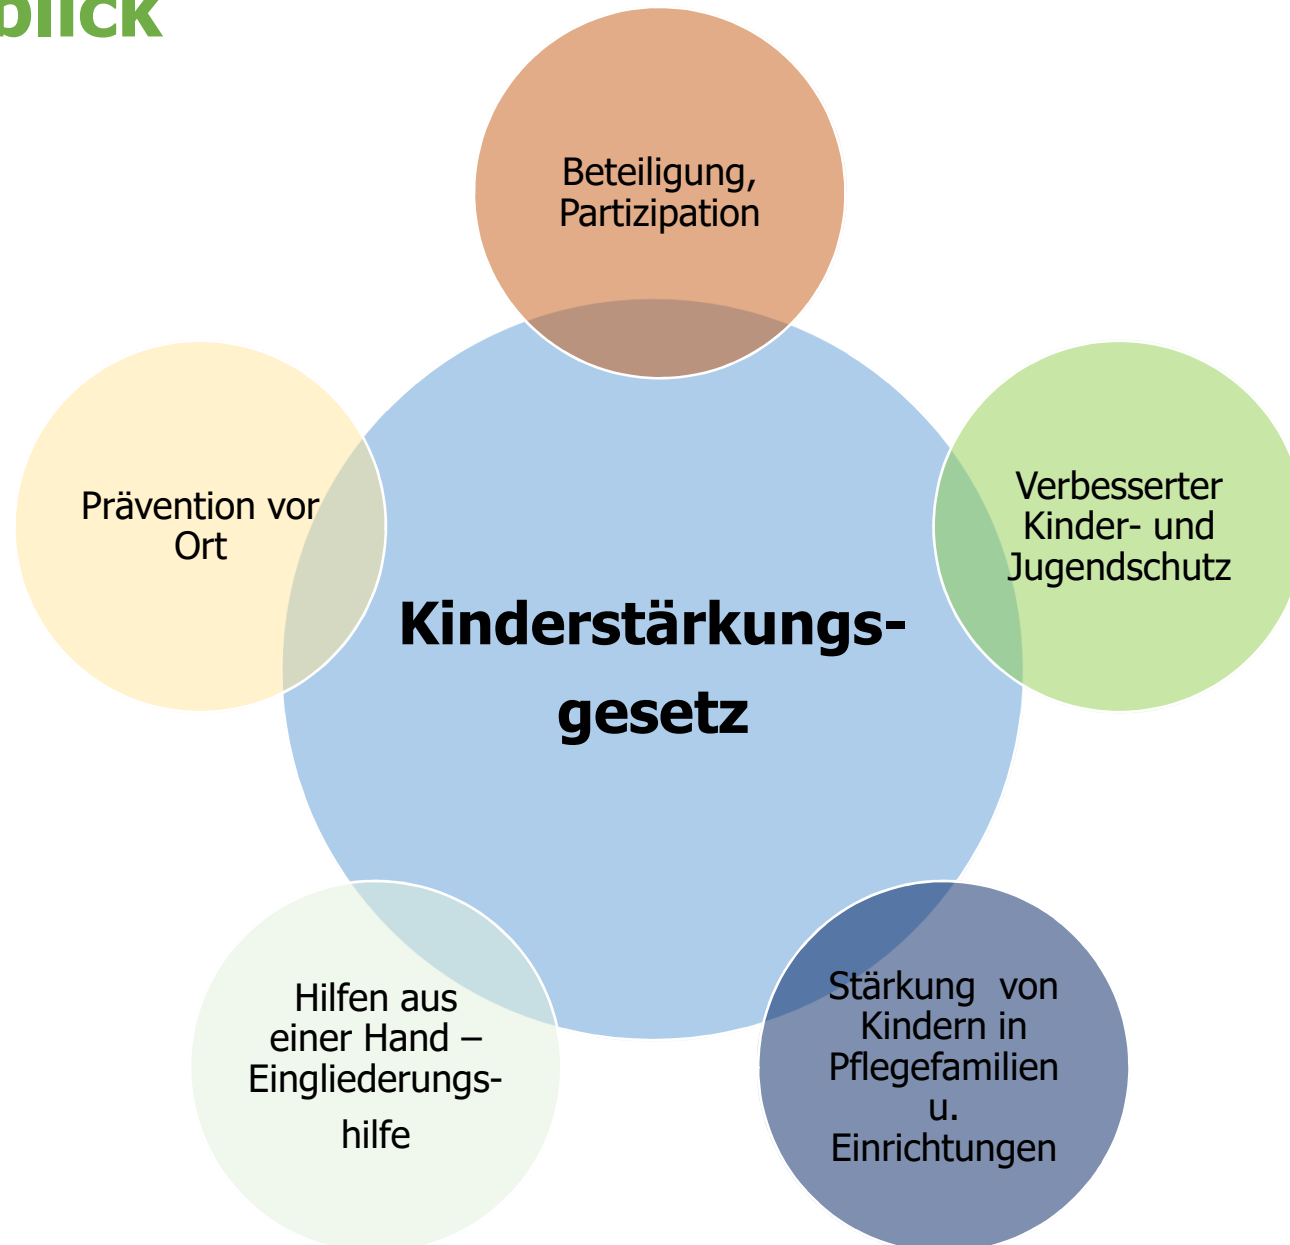 blick
Beteiligung,
Partizipation
Prävention vor
Ort
Verbesserter
Kinder- und
Jugendschutz
Kinderstärkungs-
gesetz
Hilfen aus
einer Hand –
Eingliederungs-
hilfe
Stärkung  von
Kindern in
Pflegefamilien
u.
Einrichtungen